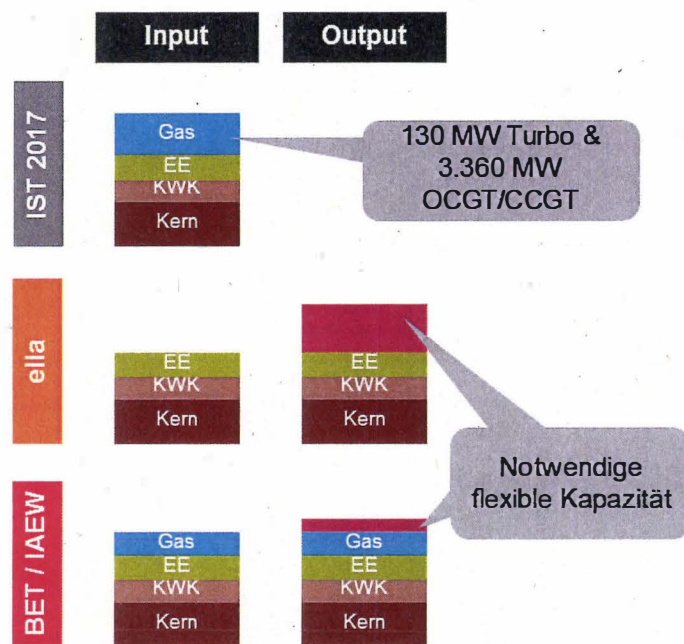 Input
Output
IST 2017
Gas
EE
KWK
Kern
130 MW Turbo &
3.360 MW
OCGT/CCGT
elia
EE
KWK
Kern
EE
KWK
Kern
Notwendige
flexible Kapazität
BET / IAEW
Gas
EE
KWK
Kern
Gas
EE
KWK
Kern